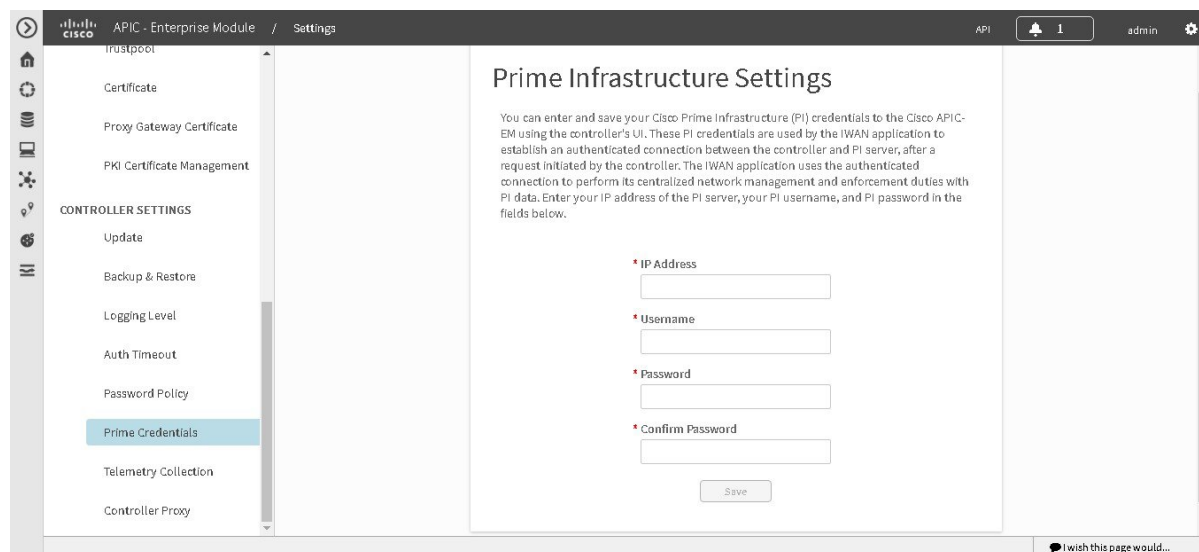 cisco APIC - Enterprise Module / Settings API 1 admin
Trustpool
Certificate
Proxy Gateway Certificate
PKI Certificate Management
CONTROLLER SETTINGS
Update
Backup & Restore
Logging Level
Auth Timeout
Password Policy
Prime Credentials
Telemetry Collection
Controller Proxy
Prime Infrastructure Settings
You can enter and save your Cisco Prime Infrastructure (PI) credentials to the Cisco APIC-
EM using the controller's UI. These PI credentials are used by the IWAN application to
establish an authenticated connection between the controller and PI server, after a
request initiated by the controller. The IWAN application uses the authenticated
connection to perform its centralized network management and enforcement duties with
PI data. Enter your IP address of the PI server, your PI username, and PI password in the
fields below.
* IP Address
* Username
* Password
* Confirm Password
Save
I wish this page would...